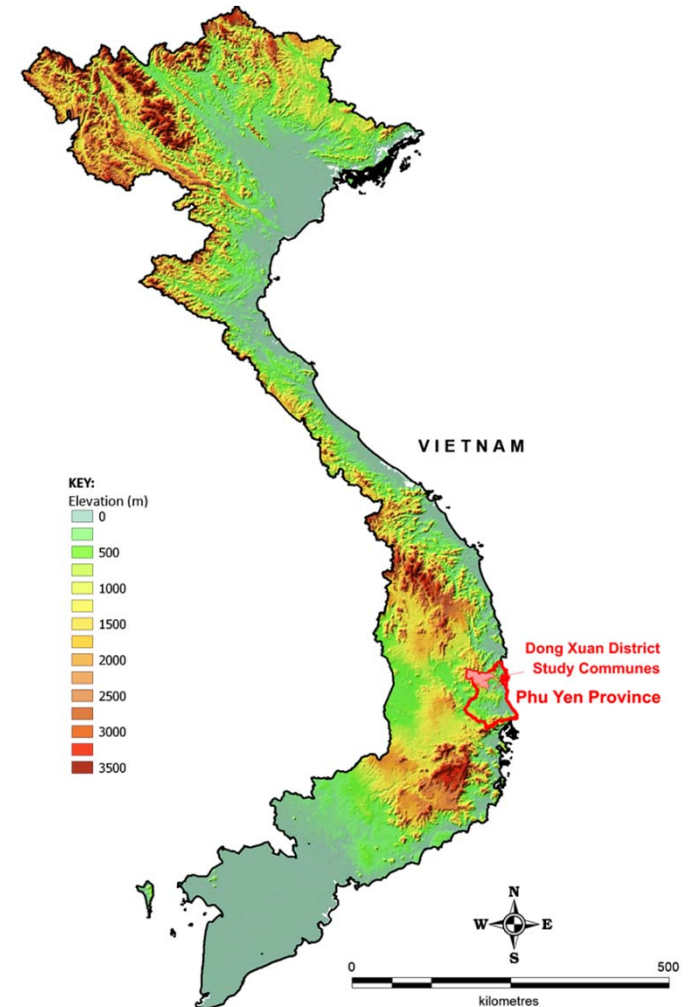 VIETNAM
KEY:
Elevation (m)
0
500
1000
1500
2000
2500
3000
3500
Dong Xuan District
Study Communes
Phu Yen Province
N
W E
S
0 500
kilometres